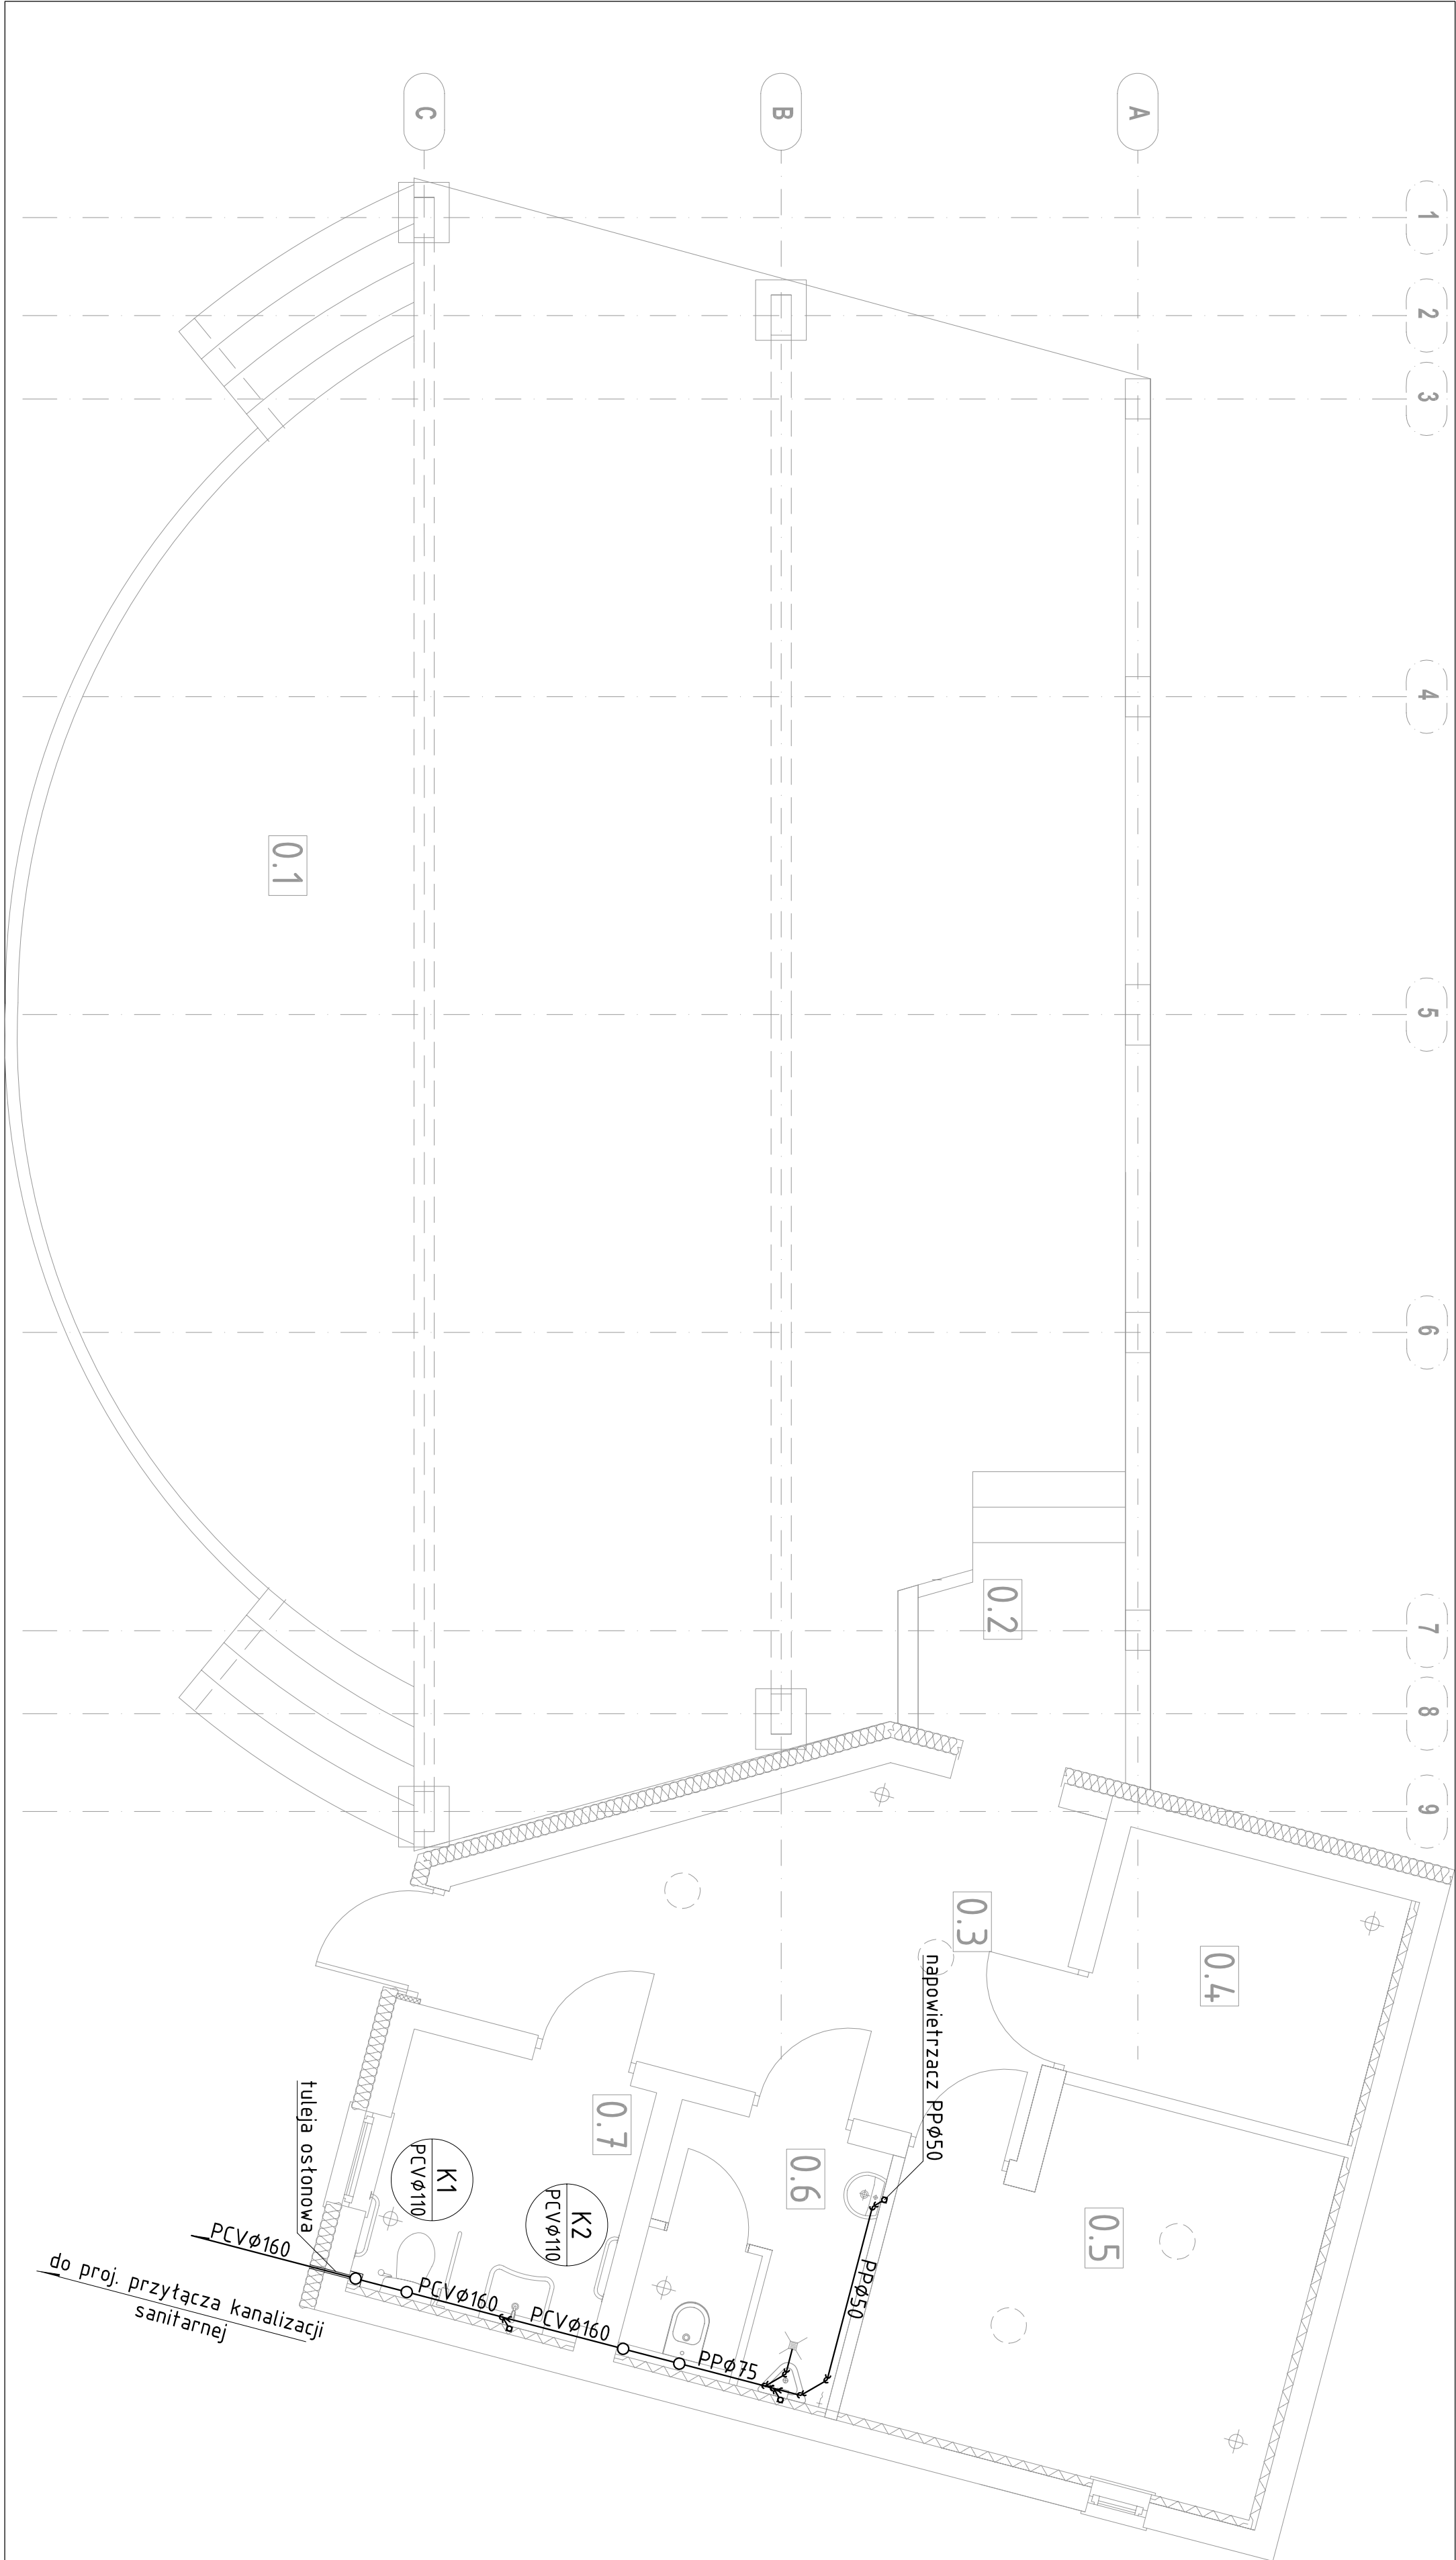 1
2
3
4
5
6
7
8
9
A
B
C
0.1
0.2
0.3
0.4
0.5
0.6
0.7
napowietrzacz PPø50
PPø50
PPø75
PCVø160
PCVø160
PCVø160
K1
PCVø110
K2
PCVø110
tuleja osłonowa
do proj. przyłącza kanalizacji
sanitarnej